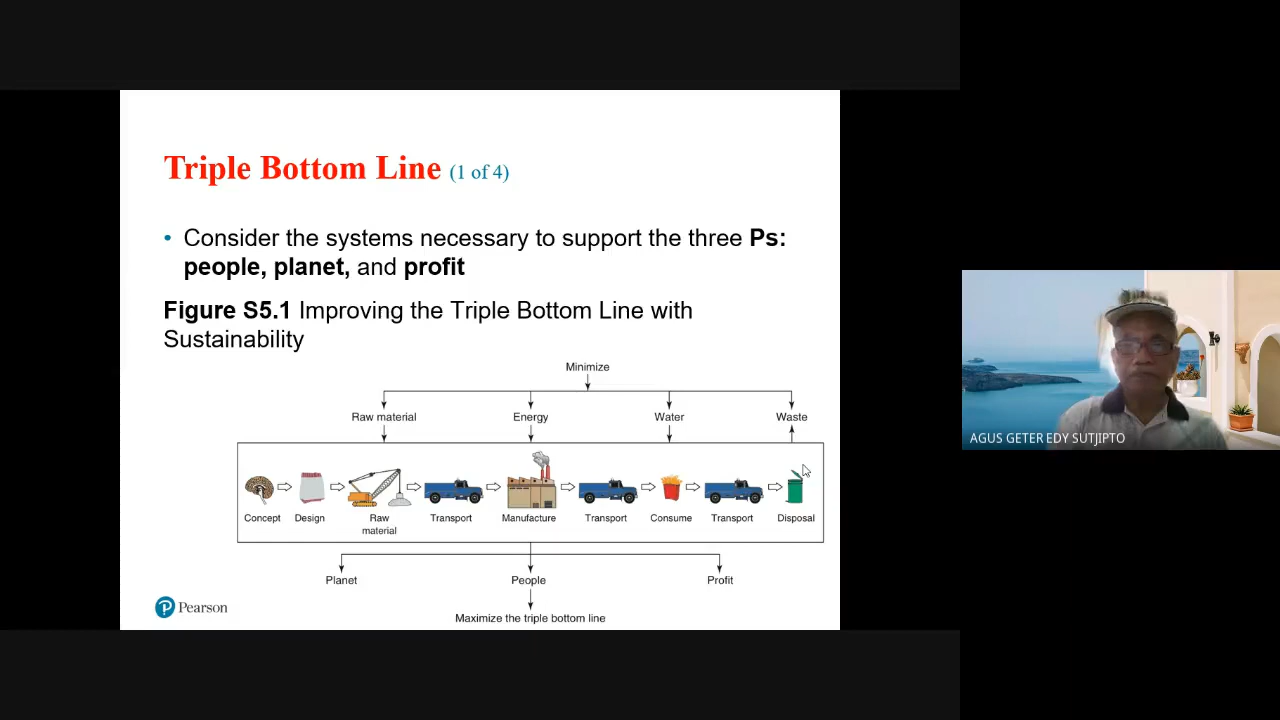 Triple Bottom Line (1 of 4)
• Consider the systems necessary to support the three Ps:
people, planet, and profit
Figure S5.1 Improving the Triple Bottom Line with
Sustainability
Minimize
Raw material Energy Water Waste
Concept Design Raw material Transport Manufacture Transport Consume Transport Disposal
Planet People Profit
Maximize the triple bottom line
P Pearson
AGUS GETER EDY SUTJIPTO